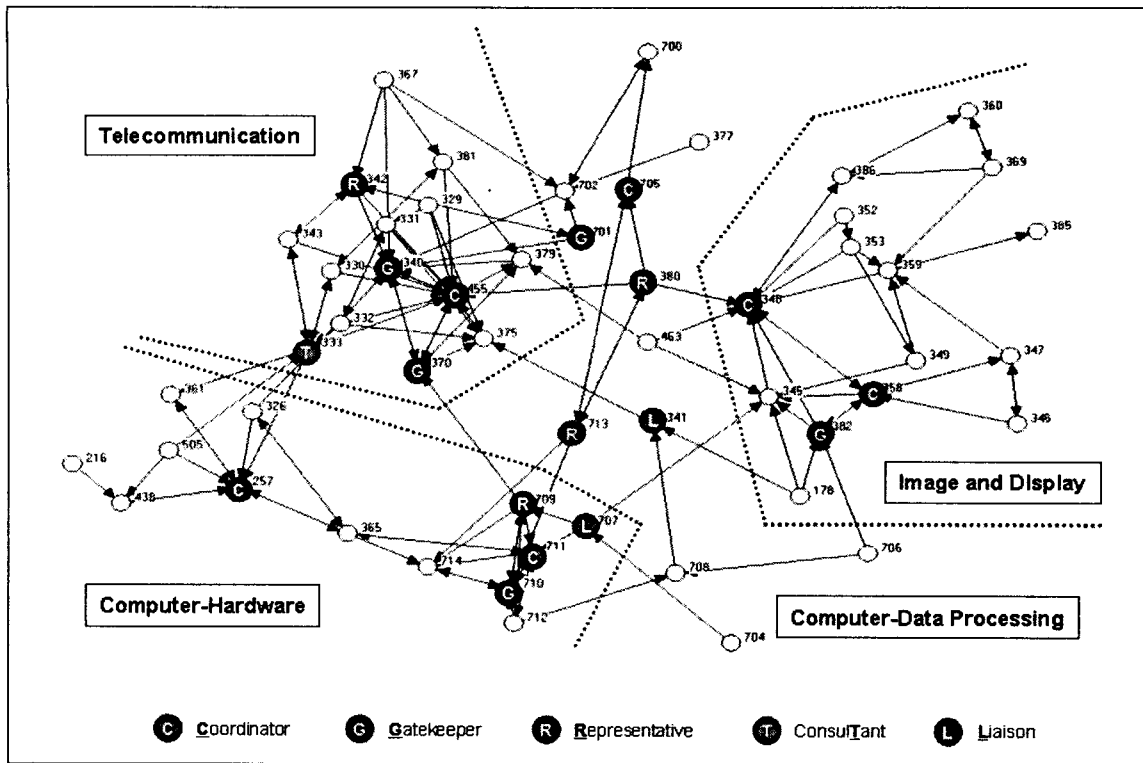 700
367
360
Telecommunication
377
381
369
386
R 342
702
C 705
329
352
331
G 701
385
343
353
379
G 340
330
359
R 380
C 455
C 348
332
375
463
T 333
347
349
G 370
361
C 358
345
326
L 341
346
R 713
G 382
505
216
Image and Display
C 257
438
178
R 709
L 707
365
C 711
706
714
708
G 710
Computer-Hardware
712
Computer-Data Processing
704
C Coordinator
G Gatekeeper
R Representative
T ConsulTant
L Liaison